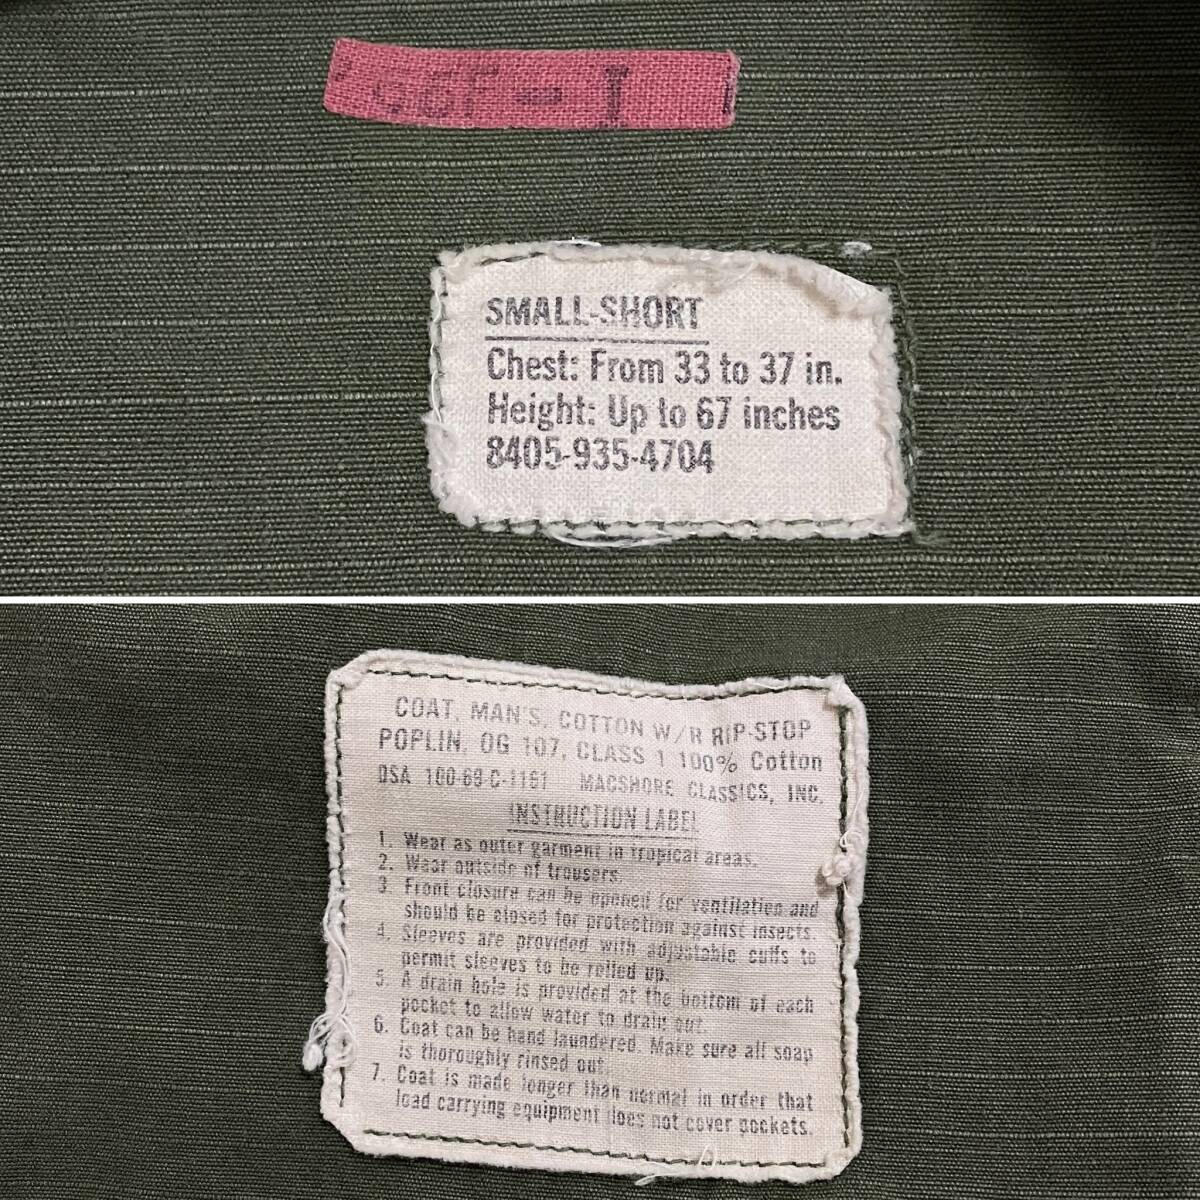 SMALL-SHORT
Chest: From 33 to 37 in.
Height: Up to 67 inches
8405-935-4704
COAT, MAN'S, COTTON W/R RIP-STOP
POPLIN, OG 107, CLASS 1 100% Cotton
DSA 100-69-C-1161 MACSHORE CLASSICS, INC.
INSTRUCTION LABEL
1. Wear as outer garment in tropical areas.
2. Wear outside of trousers.
3. Front closure can be opened for ventilation and
should be closed for protection against insects.
4. Sleeves are provided with adjustable cuffs to
permit sleeves to be rolled up.
5. A drain hole is provided at the bottom of each
pocket to allow water to drain out.
6. Coat can be hand laundered. Make sure all soap
is thoroughly rinsed out.
7. Coat is made longer than normal in order that
load carrying equipment does not cover pockets.